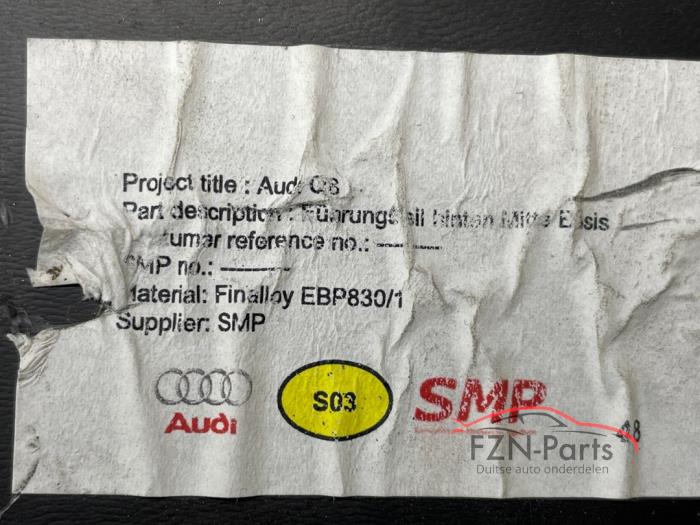 Project title : Audi Q8
Part description : Führungsteil hinten Mitte Basis
reference no.: -------
SMP no.: -------
Material: Finalloy EBP830/1
Supplier: SMP
Audi
S03
SMP
FZN-Parts
Duitse auto onderdelen